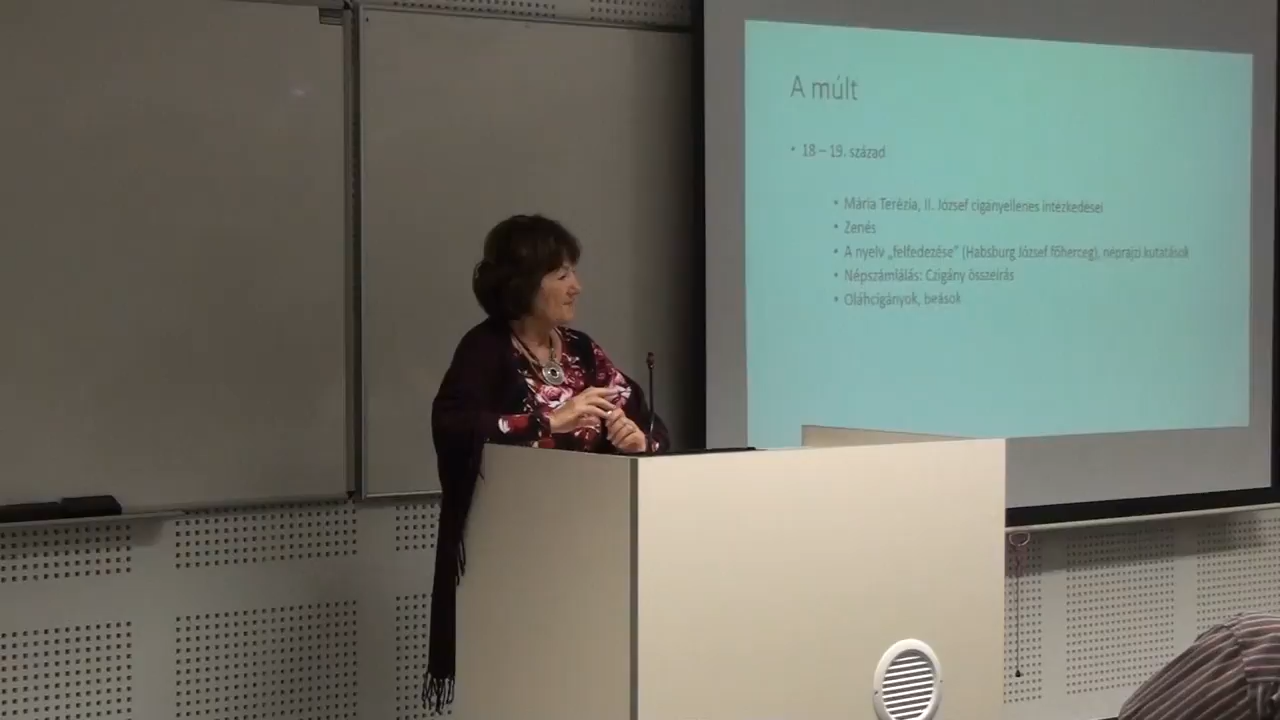 A múlt
• 18 – 19. század
• Mária Terézia, II. József cigányellenes intézkedései
• Zenés
• A nyelv „felfedezése” (Habsburg József főherceg), néprajzi kutatások
• Népszámlálás: Czigány összeírás
• Oláhcigányok, beások